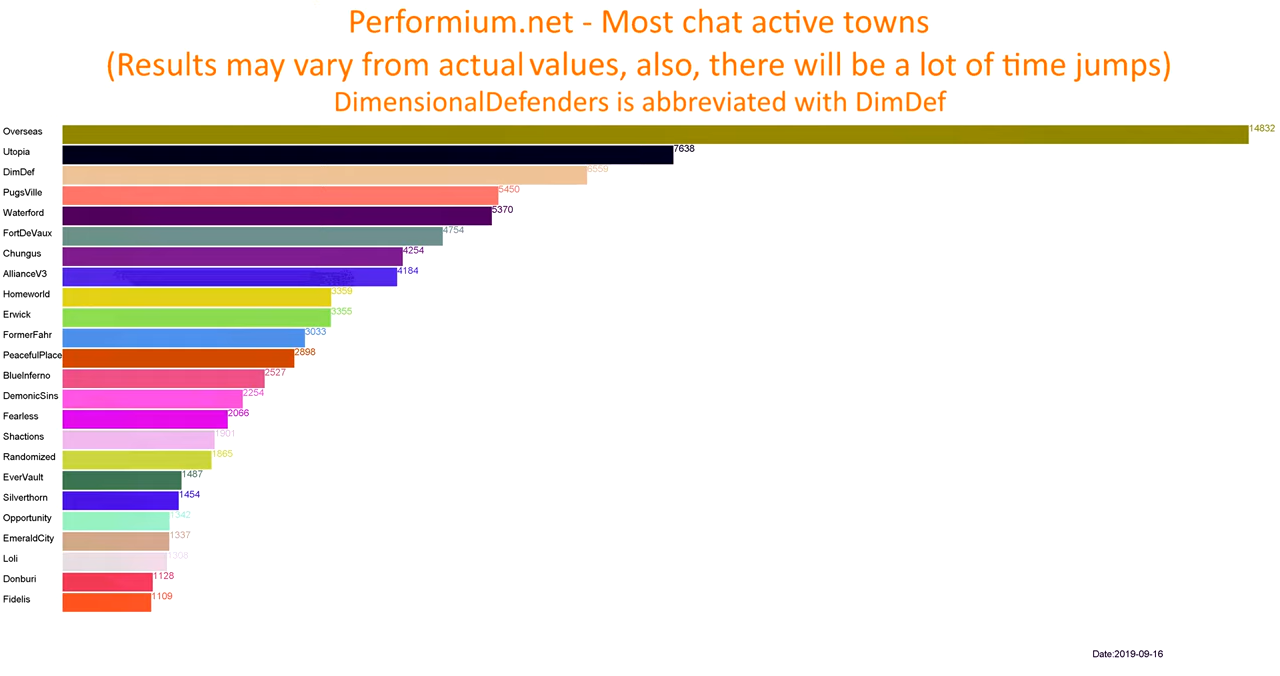 Performium.net - Most chat active towns
(Results may vary from actual values, also, there will be a lot of time jumps)
DimensionalDefenders is abbreviated with DimDef
Overseas 14832
Utopia 7638
DimDef 6559
PugsVille 5450
Waterford 5370
FortDeVaux 4754
Chungus 4254
AllianceV3 4184
Homeworld 3359
Erwick 3355
FormerFahr 3033
PeacefulPlace 2898
BlueInferno 2527
DemonicSins 2254
Fearless 2066
Shactions 1901
Randomized 1865
EverVault 1487
Silverthorn 1454
Opportunity 1342
EmeraldCity 1337
Loli 1308
Donburi 1128
Fidelis 1109
Date:2019-09-16